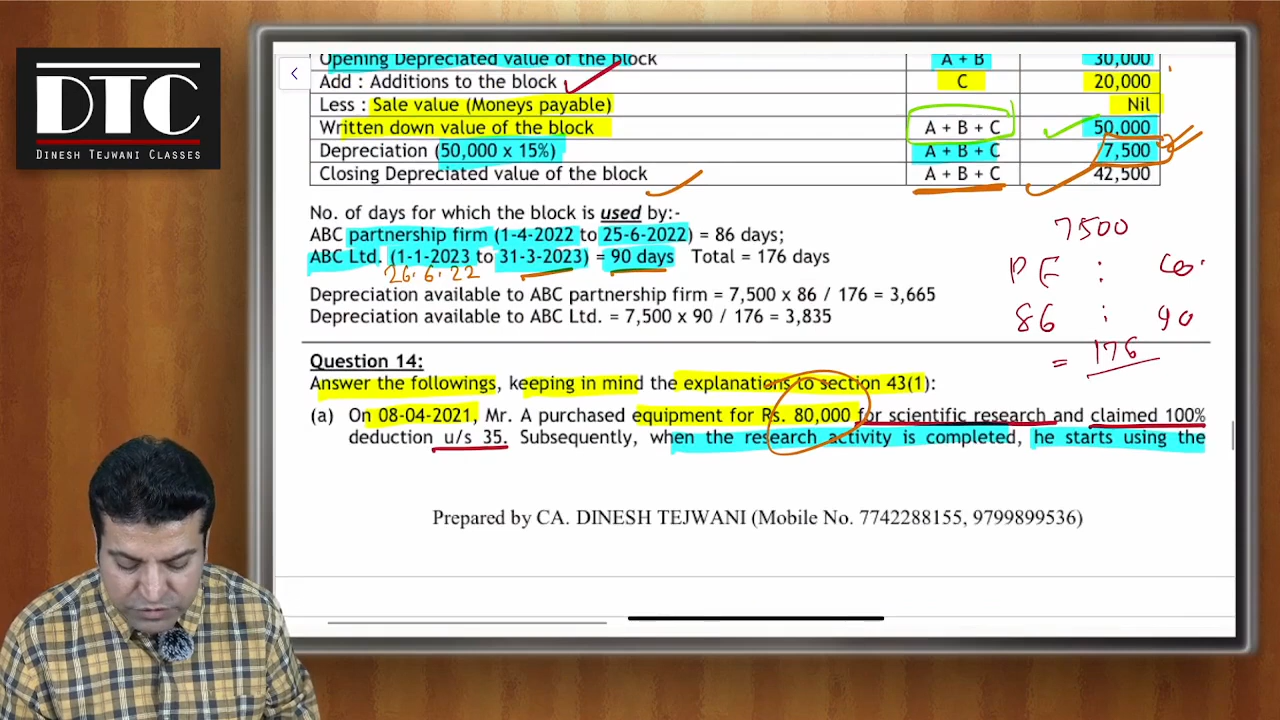 DTC
DINESH TEJWANI CLASSES
Opening Depreciated value of the block A + B 30,000
Add : Additions to the block C 20,000
Less : Sale value (Moneys payable) Nil
Written down value of the block A + B + C 50,000
Depreciation (50,000 x 15%) A + B + C 7,500
Closing Depreciated value of the block A + B + C 42,500
No. of days for which the block is used by:-
ABC partnership firm (1-4-2022 to 25-6-2022) = 86 days;
ABC Ltd. (1-1-2023 to 31-3-2023) = 90 days Total = 176 days
26.6.22
Depreciation available to ABC partnership firm = 7,500 x 86 / 176 = 3,665
Depreciation available to ABC Ltd. = 7,500 x 90 / 176 = 3,835
7500
PF : Co.
86 : 90
= 176
Question 14:
Answer the followings, keeping in mind the explanations to section 43(1):
(a) On 08-04-2021, Mr. A purchased equipment for Rs. 80,000 for scientific research and claimed 100%
deduction u/s 35. Subsequently, when the research activity is completed, he starts using the
Prepared by CA. DINESH TEJWANI (Mobile No. 7742288155, 9799899536)